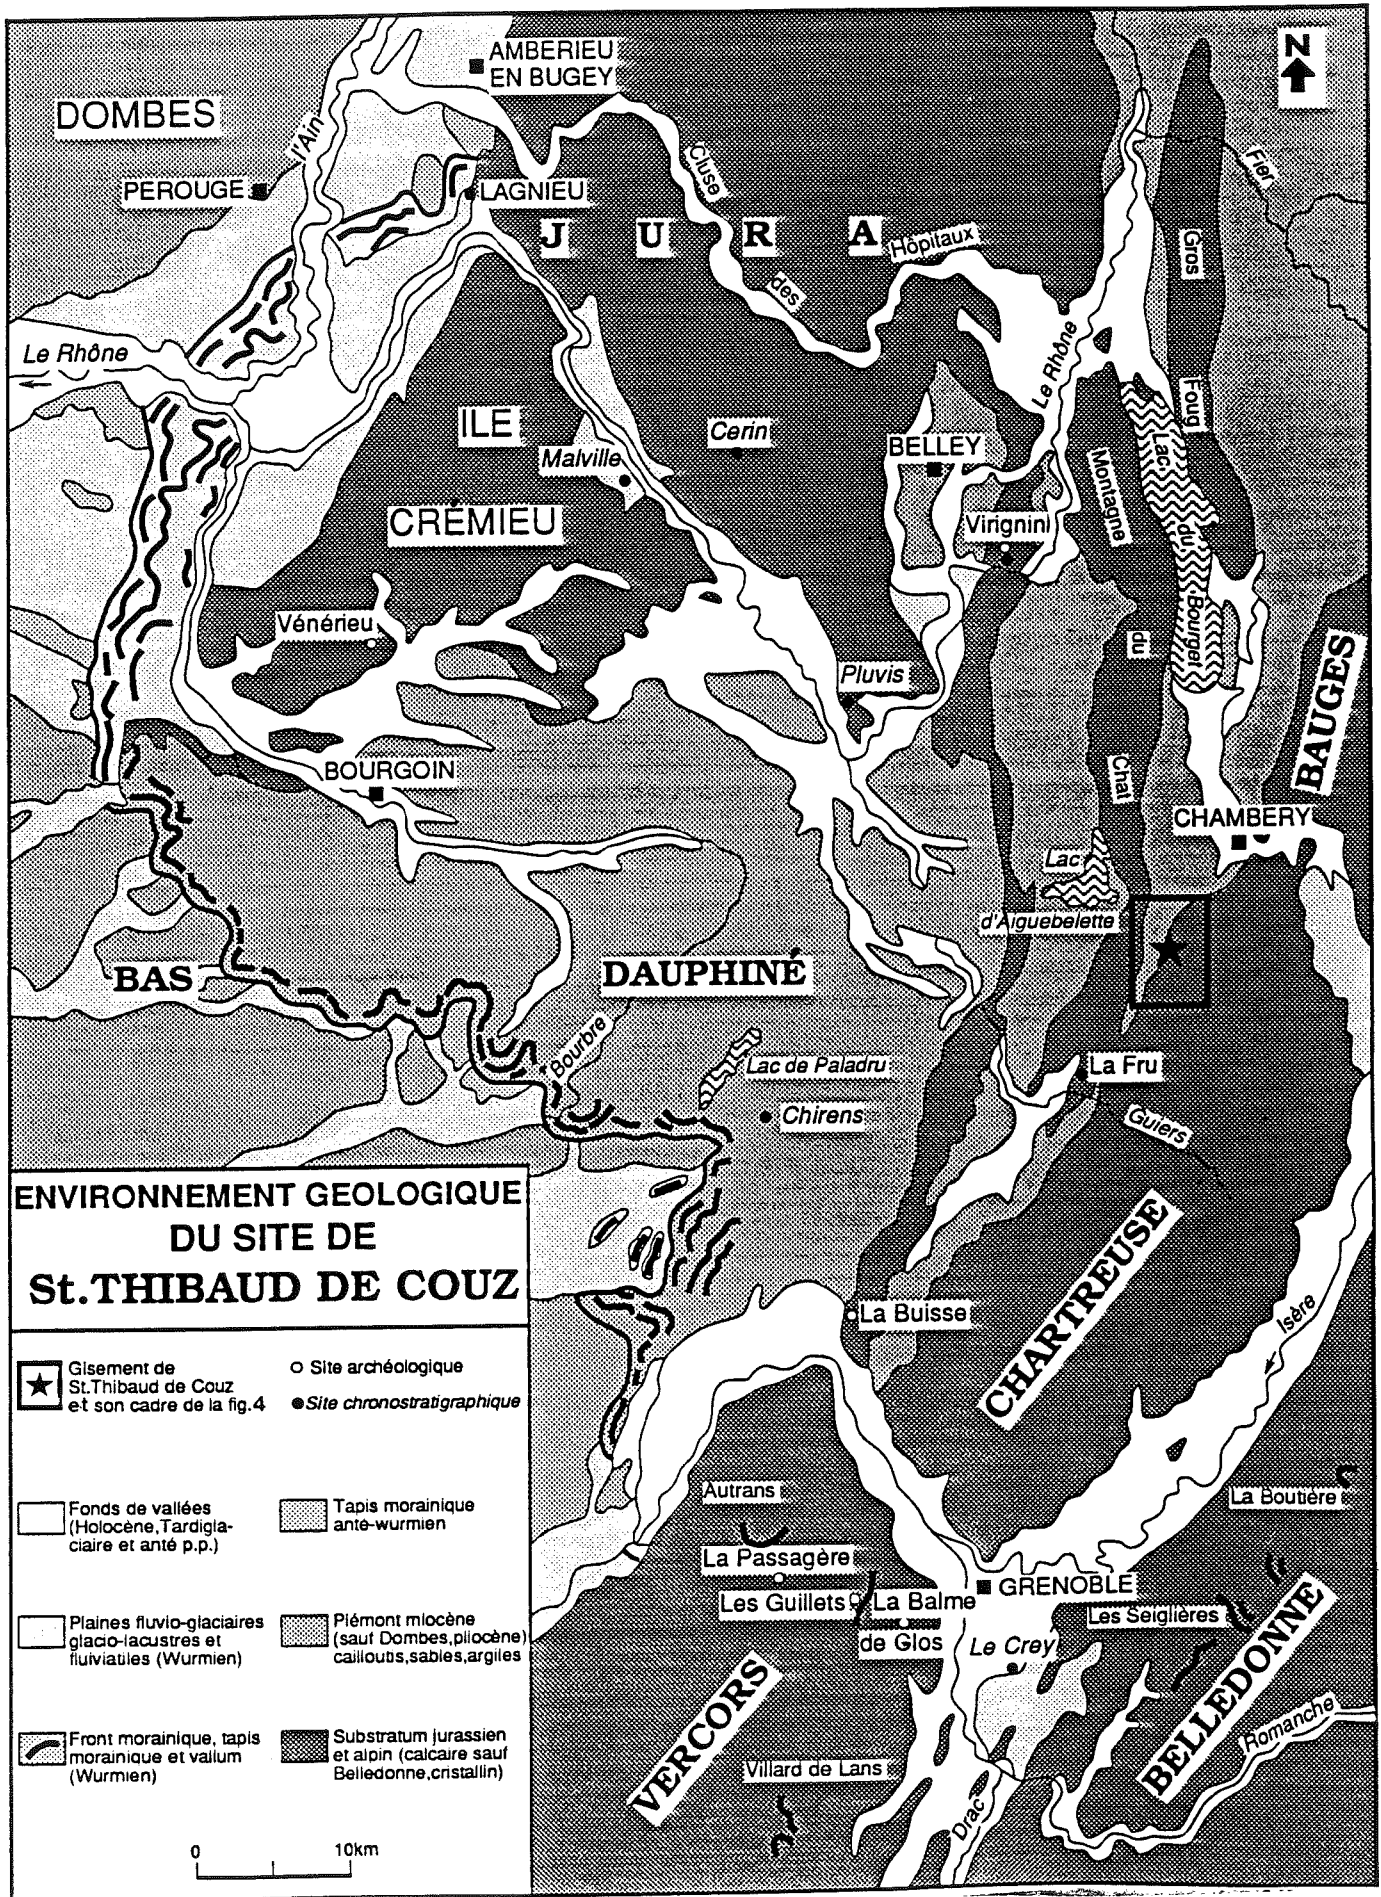 N
AMBERIEU
EN BUGEY
DOMBES
l'Ain
Cluse
Fier
PEROUGE
LAGNIEU
J U R A
Hôpitaux
des
Gros
Foug
Le Rhône
Le Rhône
ILE
CRÉMIEU
Cerin
Malville
BELLEY
Montagne
du
Chat
Lac
du
Bourget
Virignin
Vénérieu
Pluvis
BAUGES
BOURGOIN
CHAMBERY
Lac
d'Aiguebelette
BAS
DAUPHINÉ
Bourbre
Lac de Paladru
La Fru
Chirens
Guiers
ENVIRONNEMENT GEOLOGIQUE
DU SITE DE
St.THIBAUD DE COUZ
La Buisse
CHARTREUSE
Isère
Gisement de
St.Thibaud de Couz
et son cadre de la fig.4
Site archéologique
Site chronostratigraphique
Fonds de vallées
(Holocène,Tardigla-
ciaire et anté p.p.)
Tapis morainique
ante-wurmien
Plaines fluvio-glaciaires
glacio-lacustres et
fluiviatiles (Wurmien)
Piémont miocène
(sauf Dombes,pliocène)
cailloutis,sables,argiles
Front morainique, tapis
morainique et vallum
(Wurmien)
Substratum jurassien
et alpin (calcaire sauf
Belledonne,cristallin)
0 10km
Autrans
La Boutière
La Passagère
GRENOBLE
Les Guillets
La Balme
de Glos
Les Seiglières
Le Crey
VERCORS
BELLEDONNE
Romanche
Villard de Lans
Drac